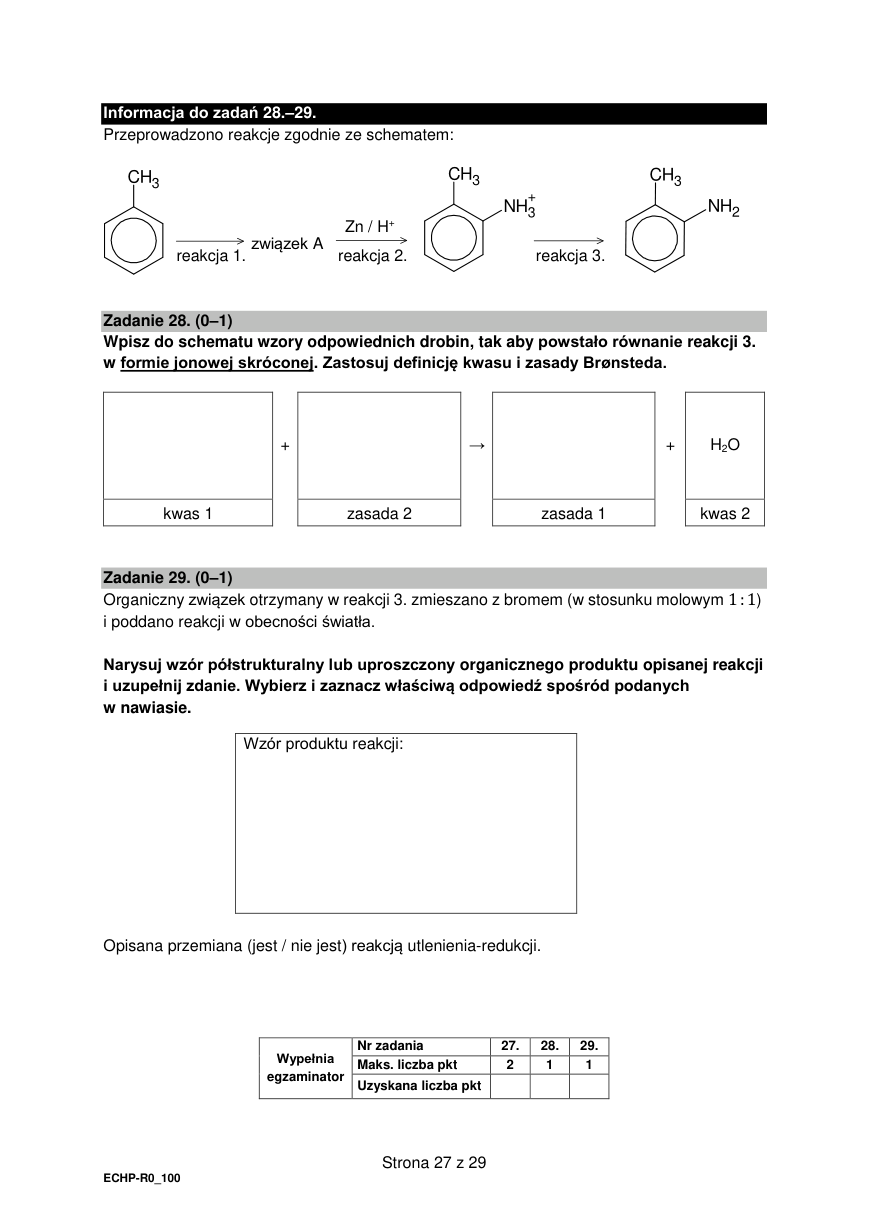 Informacja do zadań 28.–29.
Przeprowadzono reakcje zgodnie ze schematem:
CH3
reakcja 1.
związek A
Zn / H+
reakcja 2.
CH3
NH3+
reakcja 3.
CH3
NH2
Zadanie 28. (0–1)
Wpisz do schematu wzory odpowiednich drobin, tak aby powstało równanie reakcji 3.
w formie jonowej skróconej. Zastosuj definicję kwasu i zasady Brønsteda.
+ → + H2O
kwas 1 zasada 2 zasada 1 kwas 2
Zadanie 29. (0–1)
Organiczny związek otrzymany w reakcji 3. zmieszano z bromem (w stosunku molowym 1 : 1)
i poddano reakcji w obecności światła.
Narysuj wzór półstrukturalny lub uproszczony organicznego produktu opisanej reakcji
i uzupełnij zdanie. Wybierz i zaznacz właściwą odpowiedź spośród podanych
w nawiasie.
Wzór produktu reakcji:
Opisana przemiana (jest / nie jest) reakcją utlenienia-redukcji.
Wypełnia
egzaminator
Nr zadania 27. 28. 29.
Maks. liczba pkt 2 1 1
Uzyskana liczba pkt
Strona 27 z 29
ECHP-R0_100